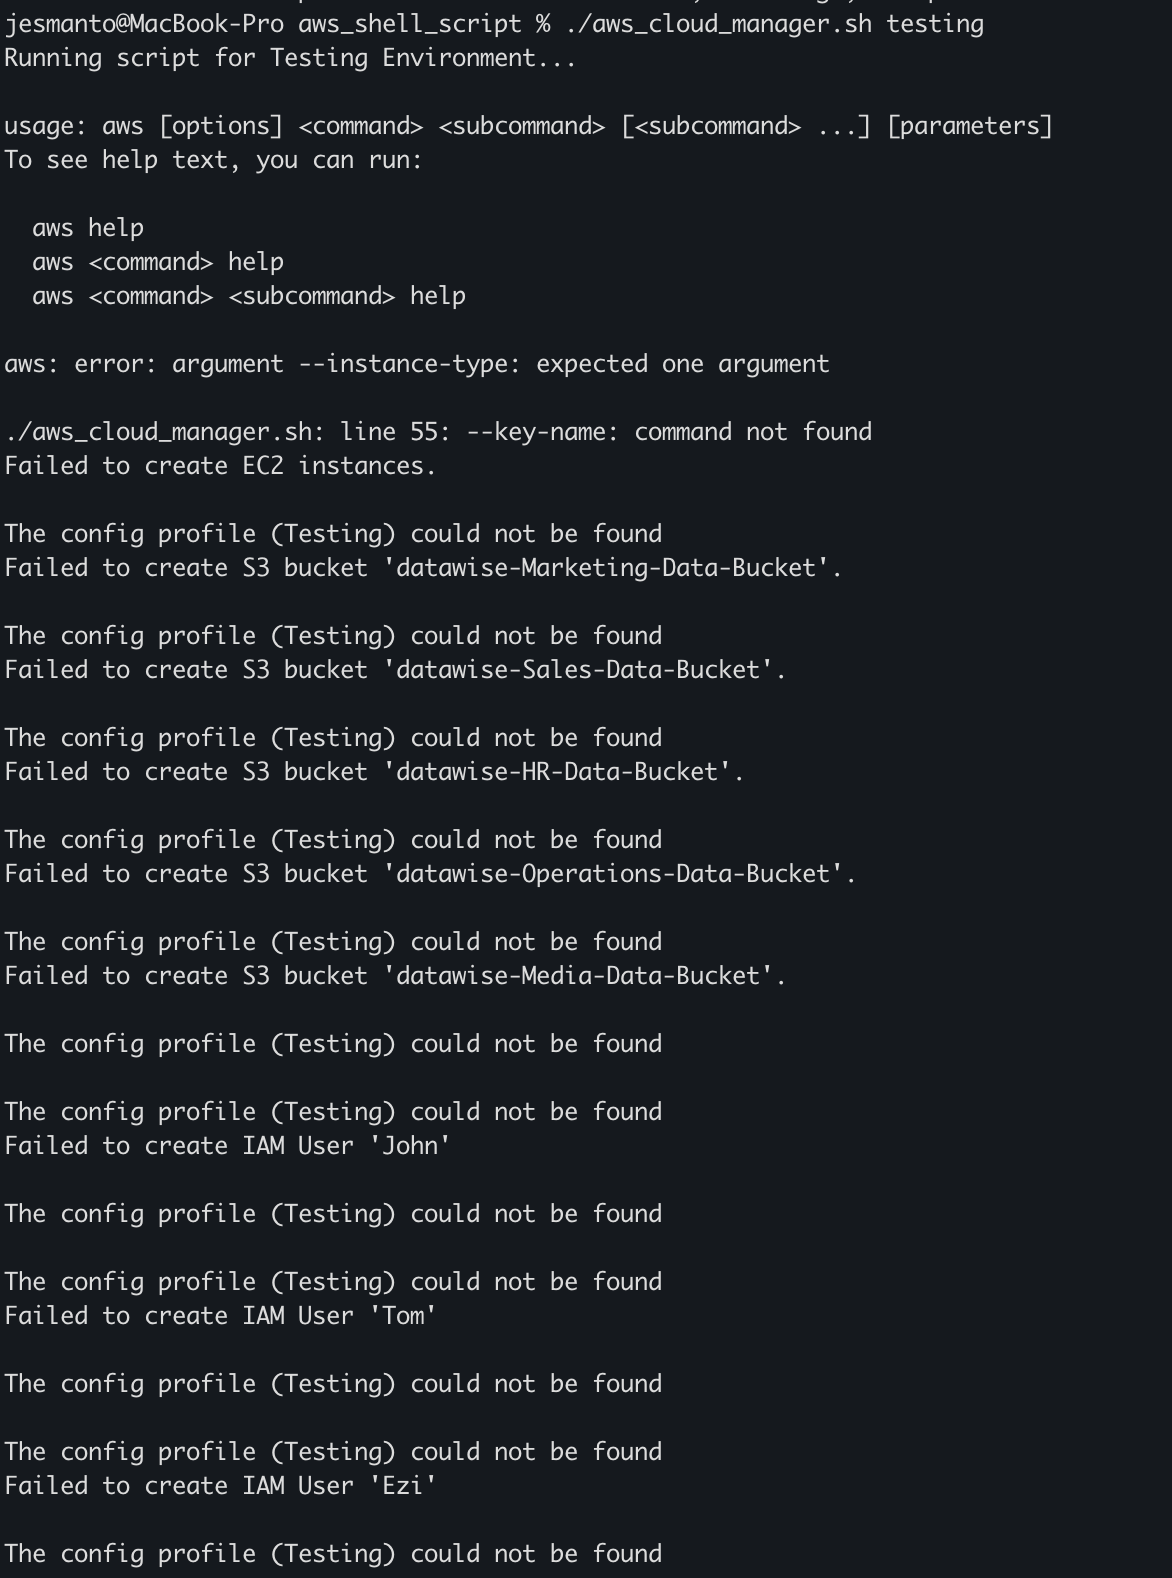 jesmanto@MacBook-Pro aws_shell_script % ./aws_cloud_manager.sh testing
Running script for Testing Environment...
usage: aws [options] <command> <subcommand> [<subcommand> ...] [parameters]
To see help text, you can run:
aws help
aws <command> help
aws <command> <subcommand> help
aws: error: argument --instance-type: expected one argument
./aws_cloud_manager.sh: line 55: --key-name: command not found
Failed to create EC2 instances.
The config profile (Testing) could not be found
Failed to create S3 bucket 'datawise-Marketing-Data-Bucket'.
The config profile (Testing) could not be found
Failed to create S3 bucket 'datawise-Sales-Data-Bucket'.
The config profile (Testing) could not be found
Failed to create S3 bucket 'datawise-HR-Data-Bucket'.
The config profile (Testing) could not be found
Failed to create S3 bucket 'datawise-Operations-Data-Bucket'.
The config profile (Testing) could not be found
Failed to create S3 bucket 'datawise-Media-Data-Bucket'.
The config profile (Testing) could not be found
The config profile (Testing) could not be found
Failed to create IAM User 'John'
The config profile (Testing) could not be found
The config profile (Testing) could not be found
Failed to create IAM User 'Tom'
The config profile (Testing) could not be found
The config profile (Testing) could not be found
Failed to create IAM User 'Ezi'
The config profile (Testing) could not be found